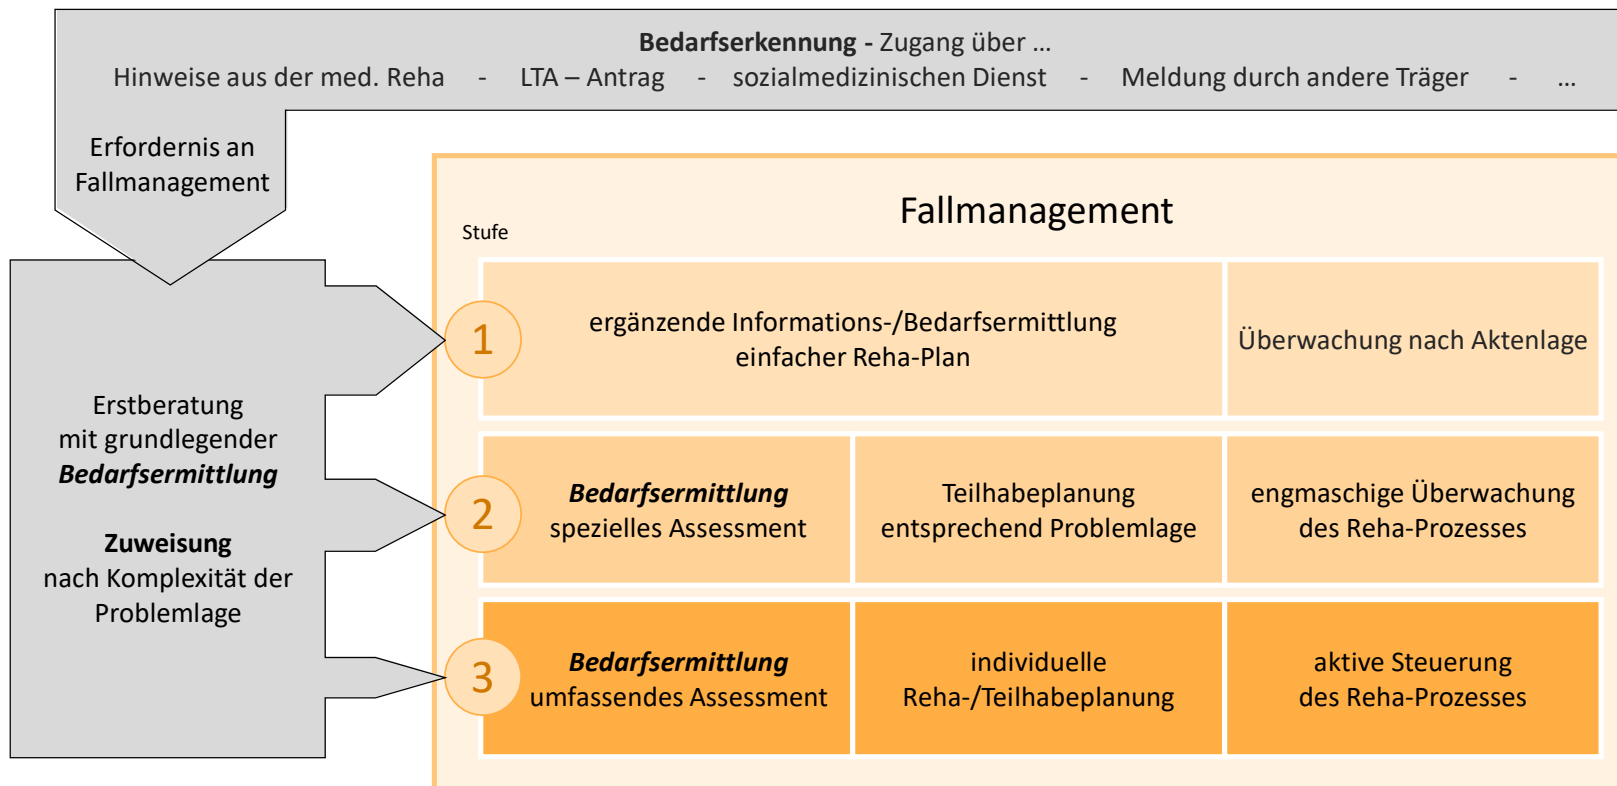 Bedarfserkennung - Zugang über …
Hinweise aus der med. Reha - LTA – Antrag - sozialmedizinischen Dienst - Meldung durch andere Träger - …
Erfordernis an
Fallmanagement
Erstberatung
mit grundlegender
Bedarfsermittlung
Zuweisung
nach Komplexität der
Problemlage
Fallmanagement
Stufe
1
ergänzende Informations-/Bedarfsermittlung
einfacher Reha-Plan
Überwachung nach Aktenlage
2
Bedarfsermittlung
spezielles Assessment
Teilhabeplanung
entsprechend Problemlage
engmaschige Überwachung
des Reha-Prozesses
3
Bedarfsermittlung
umfassendes Assessment
individuelle
Reha-/Teilhabeplanung
aktive Steuerung
des Reha-Prozesses